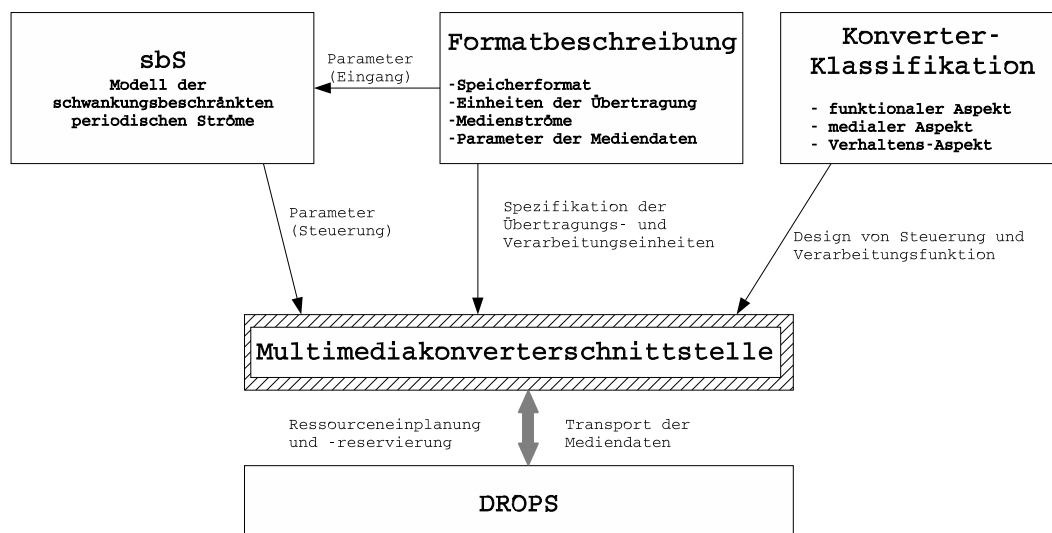 sbS
Modell der
schwankungsbeschränkten
periodischen Ströme
Parameter
(Eingang)
Formatbeschreibung
-Speicherformat
-Einheiten der Übertragung
-Medienströme
-Parameter der Mediendaten
Konverter-
Klassifikation
- funktionaler Aspekt
- medialer Aspekt
- Verhaltens-Aspekt
Parameter
(Steuerung)
Spezifikation der
Übertragungs- und
Verarbeitungseinheiten
Design von Steuerung und
Verarbeitungsfunktion
Multimediakonverterschnittstelle
Ressourceneinplanung
und -reservierung
Transport der
Mediendaten
DROPS